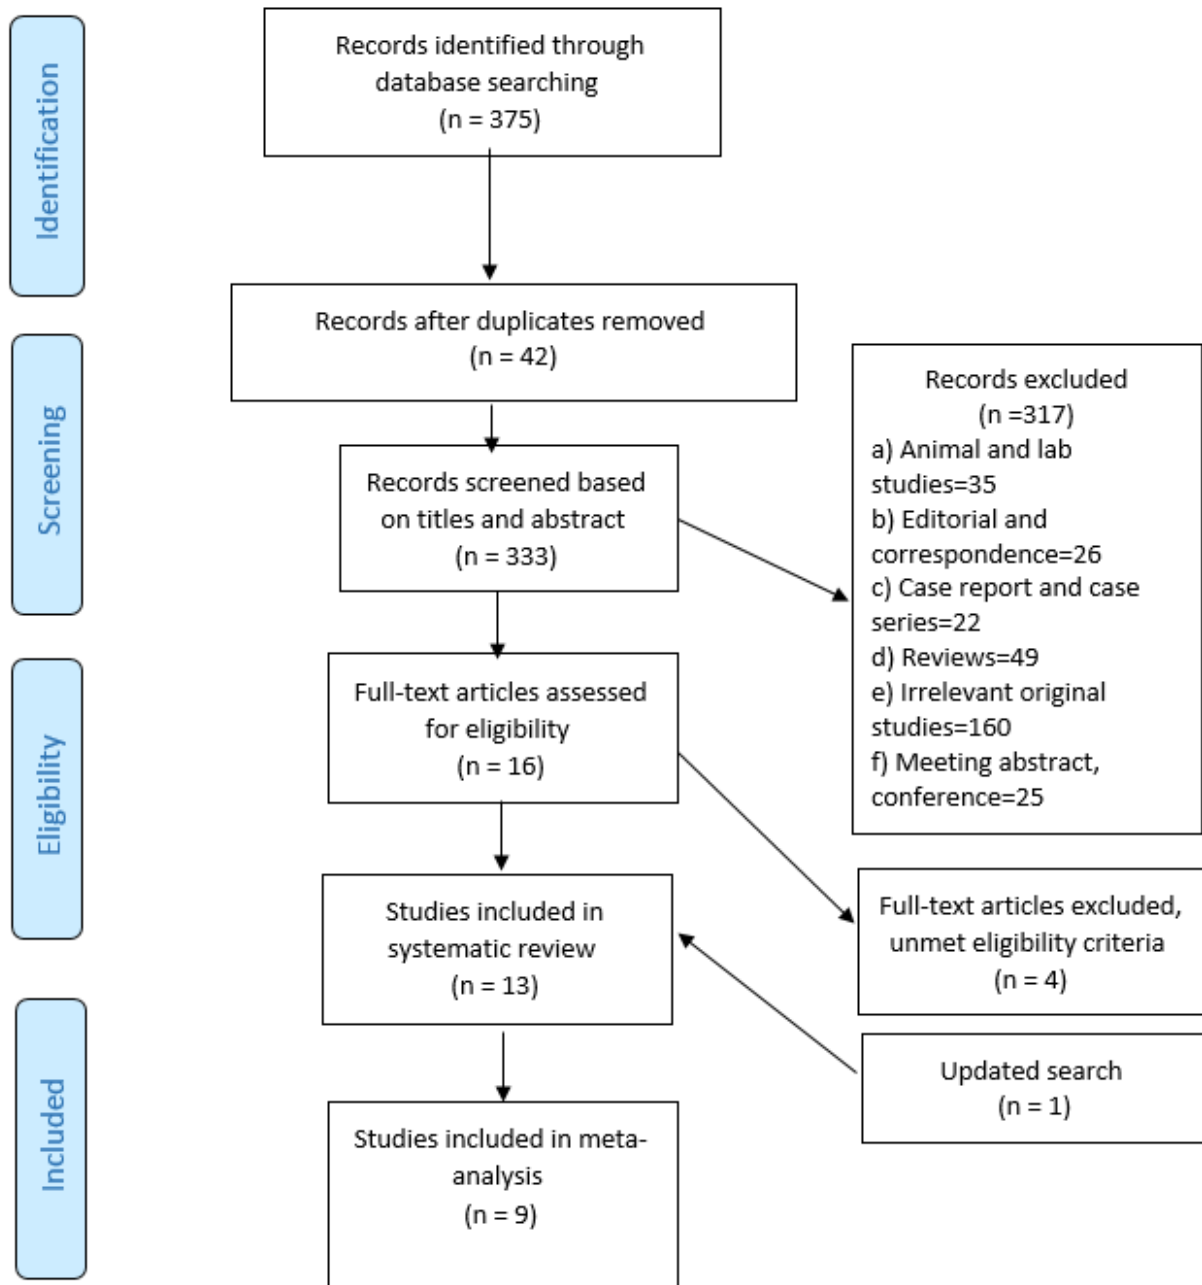 Identification
Records identified through
database searching
(n = 375)
Records after duplicates removed
(n = 42)
Screening
Records screened based
on titles and abstract
(n = 333)
Records excluded
(n =317)
a) Animal and lab
studies=35
b) Editorial and
correspondence=26
c) Case report and case
series=22
d) Reviews=49
e) Irrelevant original
studies=160
f) Meeting abstract,
conference=25
Eligibility
Full-text articles assessed
for eligibility
(n = 16)
Full-text articles excluded,
unmet eligibility criteria
(n = 4)
Studies included in
systematic review
(n = 13)
Updated search
(n = 1)
Included
Studies included in meta-
analysis
(n = 9)